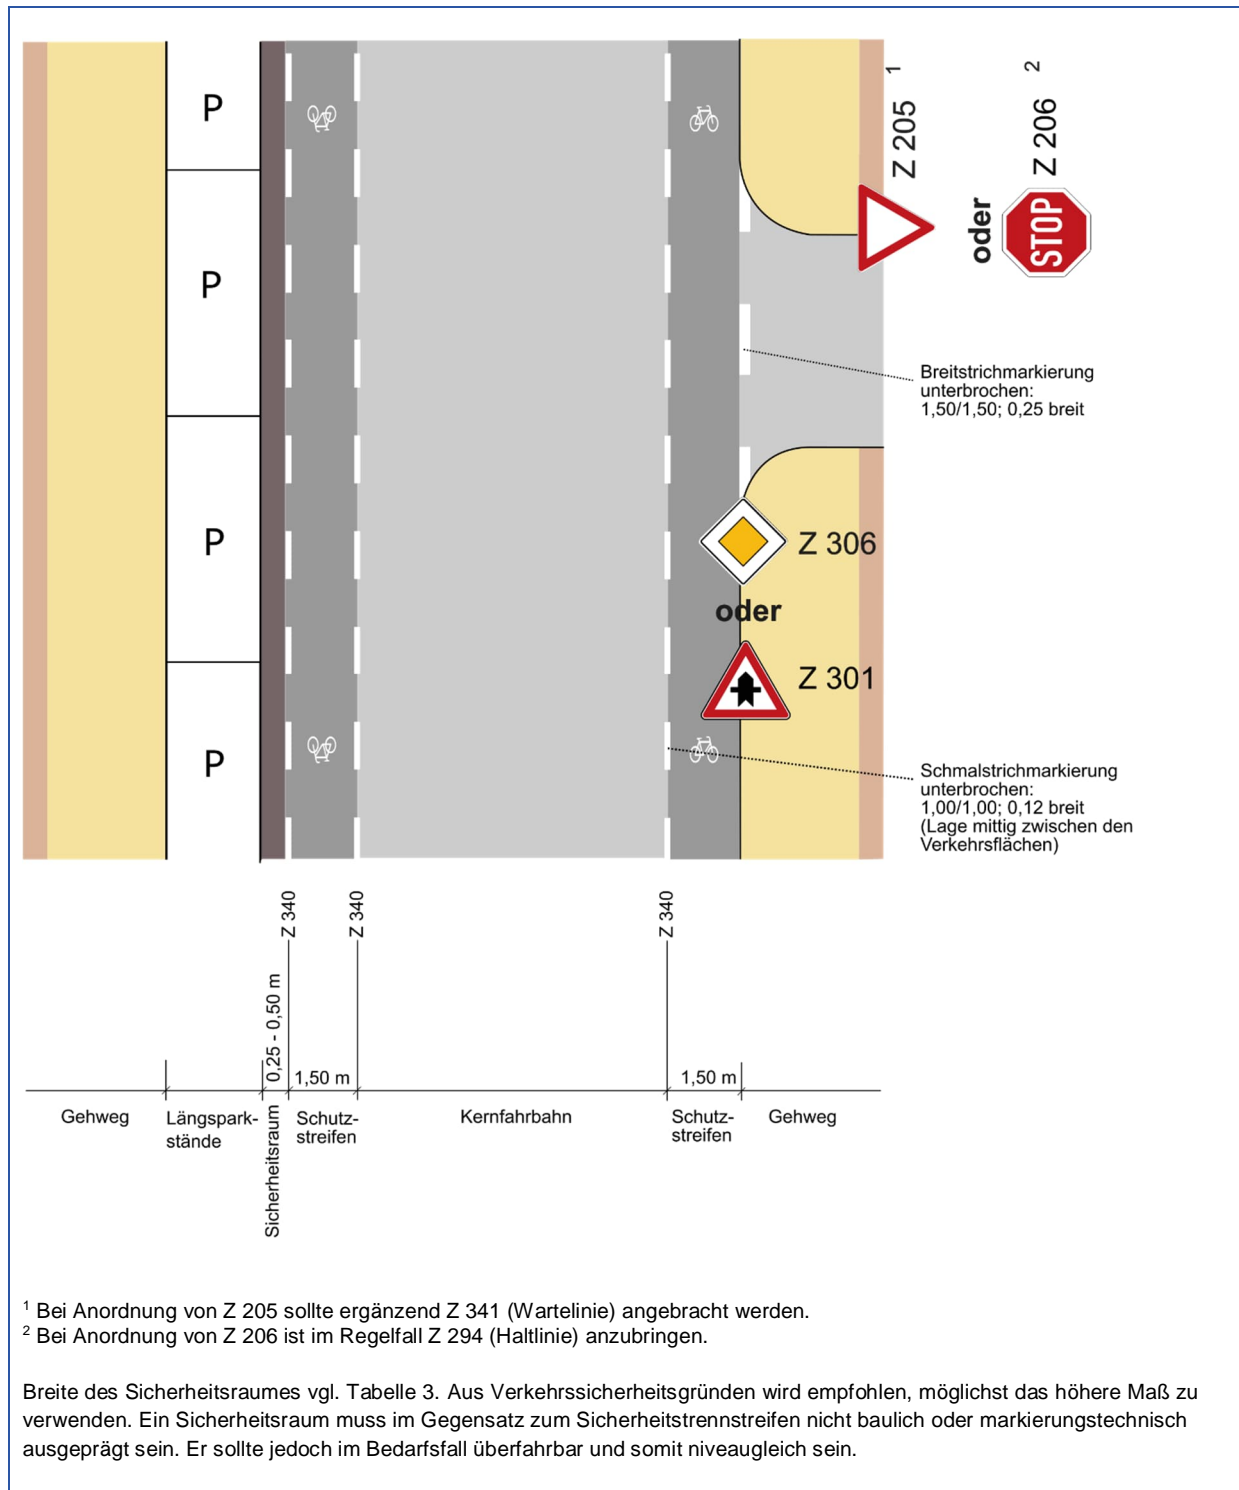 P
P
P
P
Z 205 1
oder
Z 206 2
STOP
Breitstrichmarkierung
unterbrochen:
1,50/1,50; 0,25 breit
Z 306
oder
Z 301
Schmalstrichmarkierung
unterbrochen:
1,00/1,00; 0,12 breit
(Lage mittig zwischen den
Verkehrsflächen)
Z 340
Z 340
Z 340
0,25 - 0,50 m
1,50 m
1,50 m
Gehweg
Längspark-
stände
Sicherheitsraum
Schutz-
streifen
Kernfahrbahn
Schutz-
streifen
Gehweg
1 Bei Anordnung von Z 205 sollte ergänzend Z 341 (Wartelinie) angebracht werden.
2 Bei Anordnung von Z 206 ist im Regelfall Z 294 (Haltlinie) anzubringen.
Breite des Sicherheitsraumes vgl. Tabelle 3. Aus Verkehrssicherheitsgründen wird empfohlen, möglichst das höhere Maß zu
verwenden. Ein Sicherheitsraum muss im Gegensatz zum Sicherheitstrennstreifen nicht baulich oder markierungstechnisch
ausgeprägt sein. Er sollte jedoch im Bedarfsfall überfahrbar und somit niveaugleich sein.